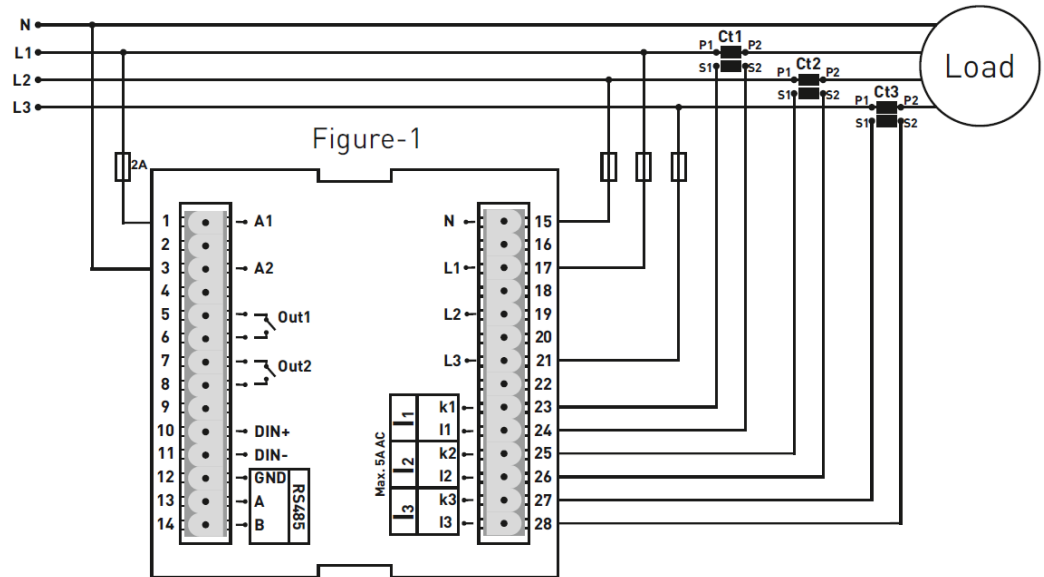 N
L1
L2
L3
P1 Ct1 P2
S1 S2
P1 Ct2 P2
S1 S2
P1 Ct3 P2
S1 S2
Load
Figure-1
2A
1 A1
2
3 A2
4
5 Out1
6
7 Out2
8
9
10 DIN+
11 DIN-
12 GND
13 A
14 B
RS485
N 15
16
L1 17
18
L2 19
20
L3 21
22
k1 23
l1 24
k2 25
l2 26
k3 27
l3 28
I1
I2
I3
Max. 5A AC